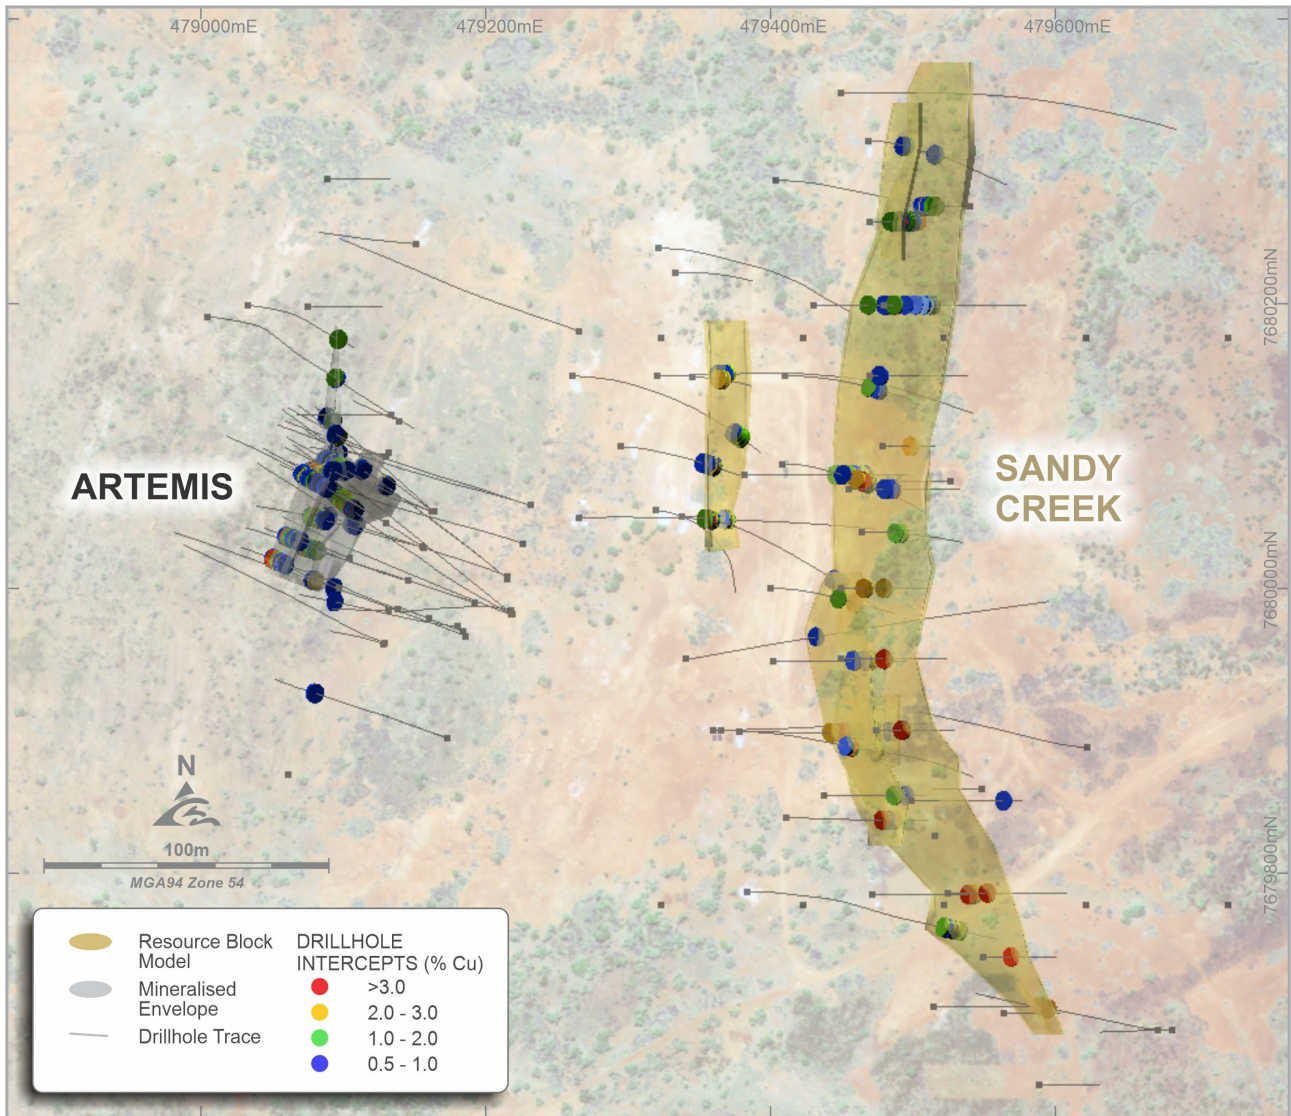 479000mE
479200mE
479400mE
479600mE
7680200mN
7680000mN
7679800mN
ARTEMIS
SANDY
CREEK
N
100m
MGA94 Zone 54
Resource Block
Model
Mineralised
Envelope
Drillhole Trace
DRILLHOLE
INTERCEPTS (% Cu)
>3.0
2.0 - 3.0
1.0 - 2.0
0.5 - 1.0